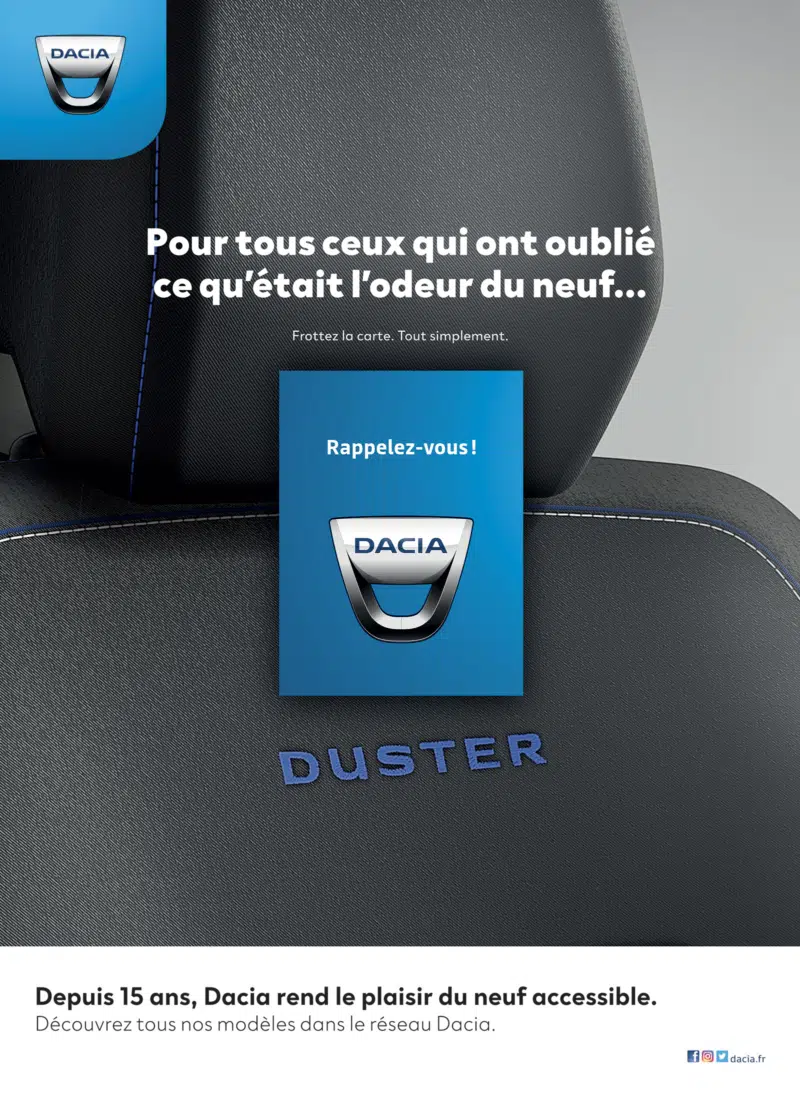 DACIA
Pour tous ceux qui ont oublié
ce qu'était l'odeur du neuf...
Frottez la carte. Tout simplement.
Rappelez-vous !
DACIA
DUSTER
Depuis 15 ans, Dacia rend le plaisir du neuf accessible.
Découvrez tous nos modèles dans le réseau Dacia.
dacia.fr